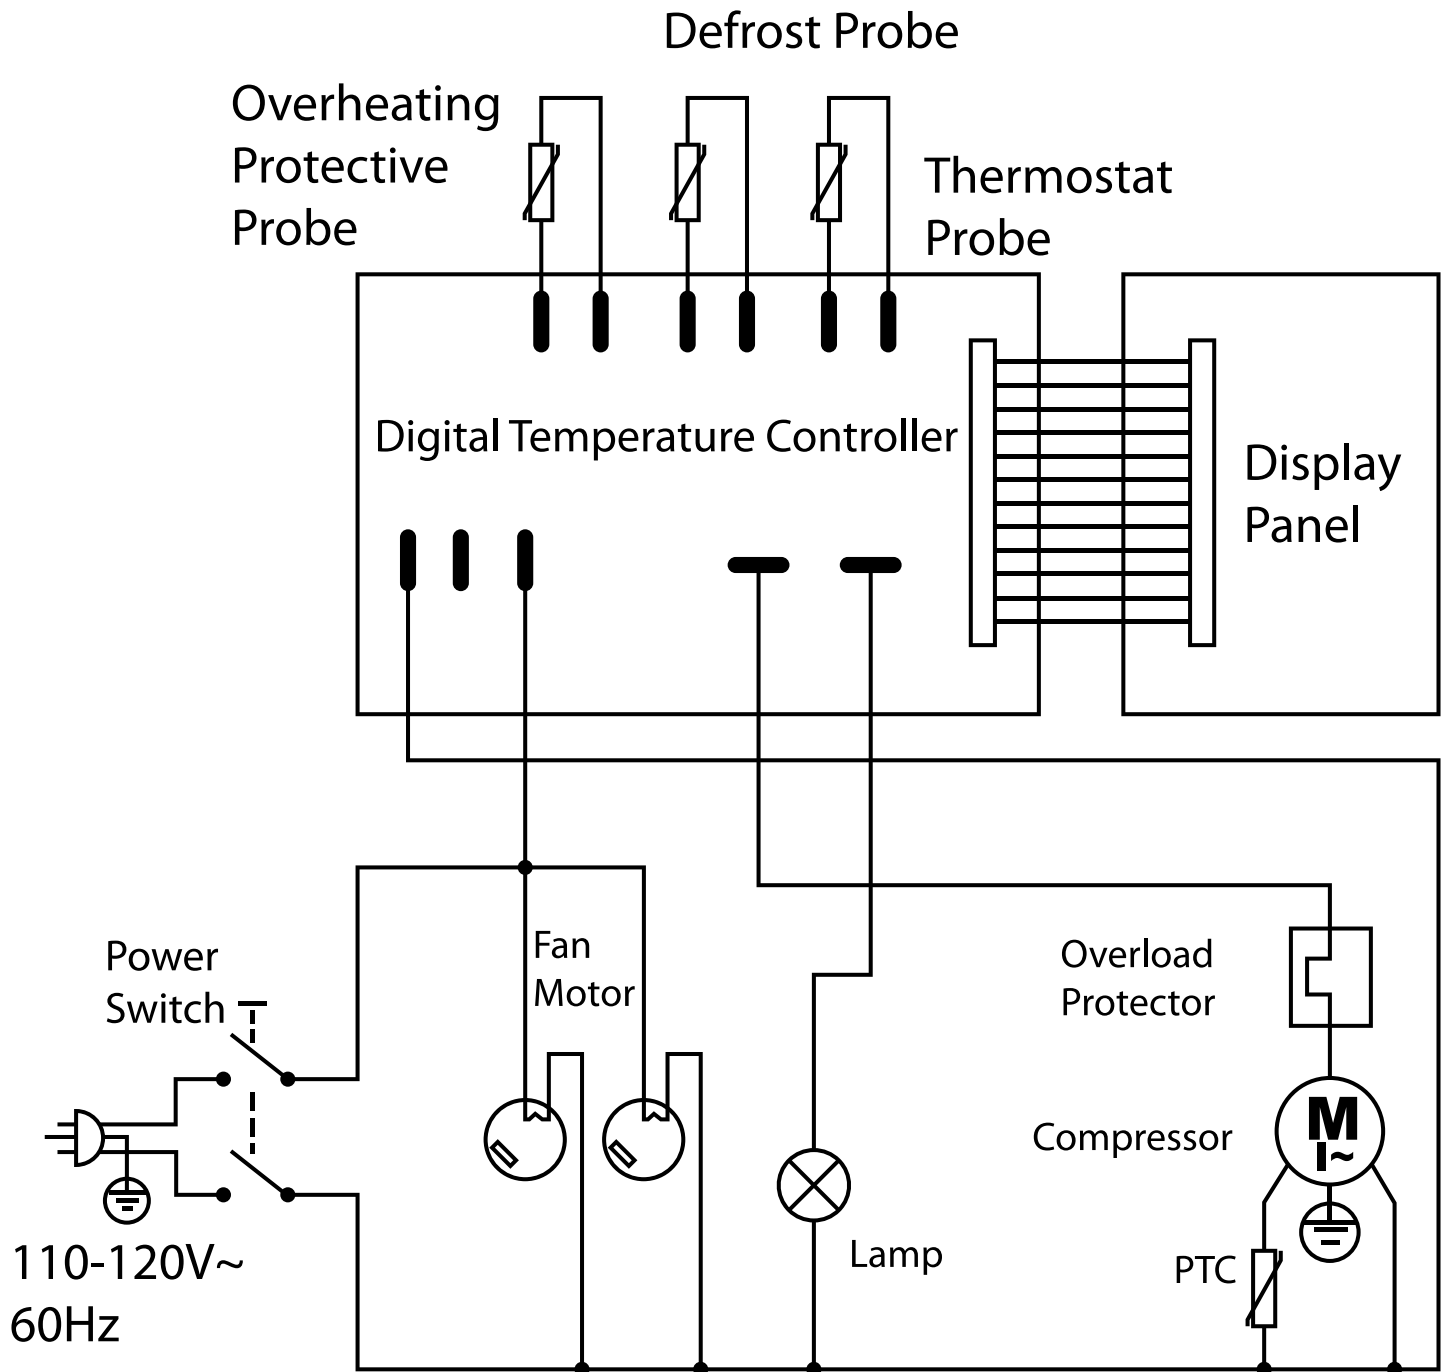 Defrost Probe
Overheating
Protective
Probe
Thermostat
Probe
Digital Temperature Controller
Display
Panel
Power
Switch
Fan
Motor
Overload
Protector
Compressor
M
I~
Lamp
PTC
110-120V~
60Hz